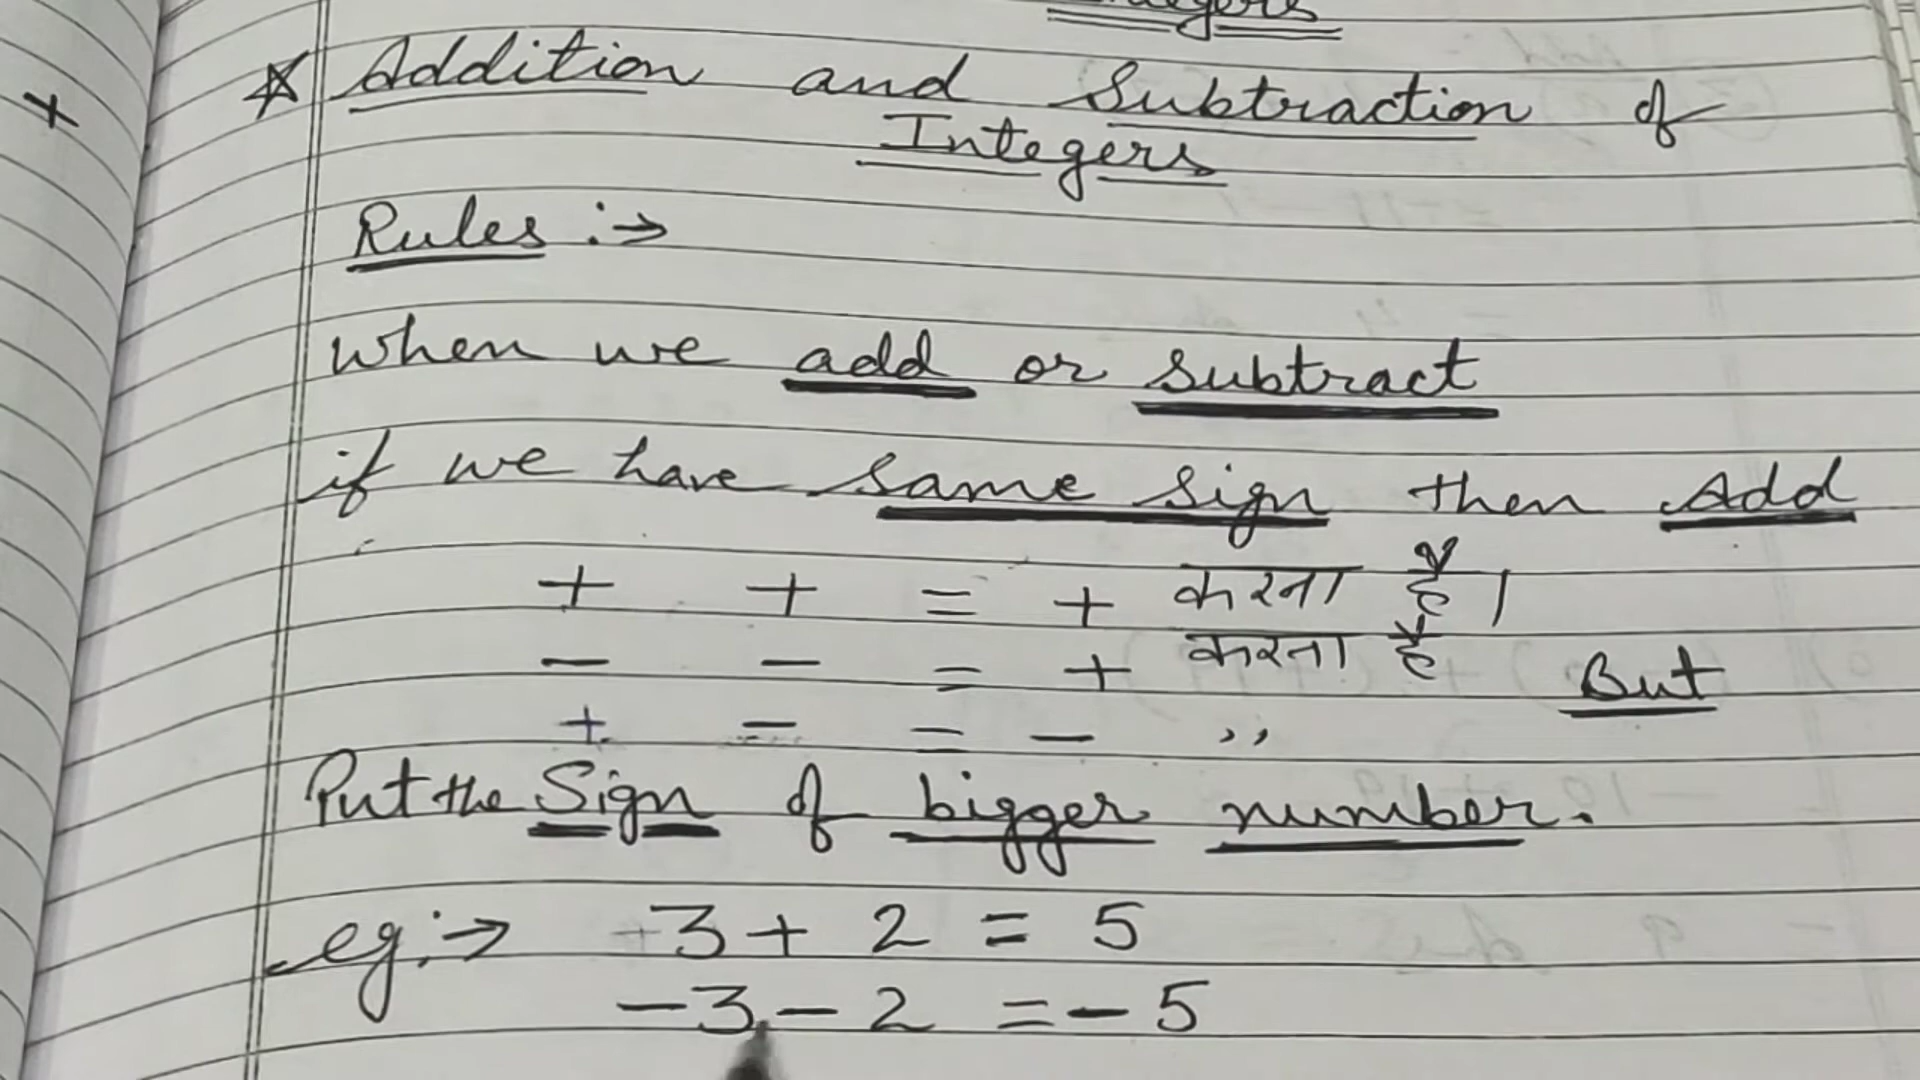 Integers
☆ Addition and Subtraction of
Integers
Rules :→
when we add or subtract
if we have same sign then Add
+ + = + करना है।
- - = + करना है But
+ - = - ,,
Put the Sign of bigger number.
eg:→ +3 + 2 = 5
-3 - 2 = -5